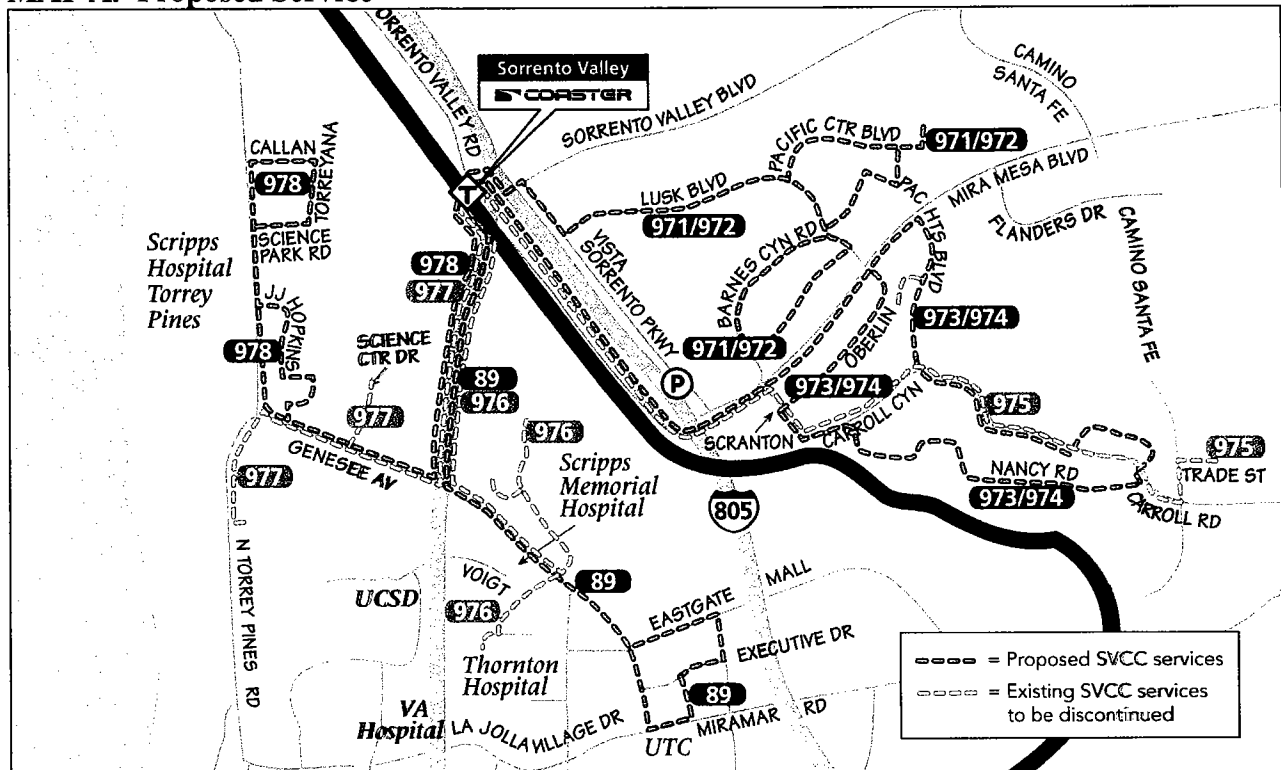 MAP A: Proposed Service
SORRENTO VALLEY RD
Sorrento Valley
COASTER
SORRENTO VALLEY BLVD
CAMINO
SANTA FE
PACIFIC CTR BLVD
971/972
MIRA MESA BLVD
CALLAN
978
TORREYANA
SCIENCE
PARK RD
T
LUSK BLVD
971/972
PAC HTS BLVD
FLANDERS DR
CAMINO SANTA FE
Scripps
Hospital
Torrey
Pines
JJ HOPKINS
978
978
977
VISTA
SORRENTO PKWY
BARNES CYN RD
971/972
OBERLIN
973/974
SCIENCE
CTR DR
977
89
976
P
973/974
SCRANTON
CARROLL CYN
975
975
TRADE ST
976
977
GENESEE AV
Scripps
Memorial
Hospital
805
NANCY RD
973/974
CARROLL RD
N TORREY PINES RD
UCSD
VOIGT
976
89
EASTGATE MALL
EXECUTIVE DR
Thornton
Hospital
89
VA
Hospital
LA JOLLA VILLAGE DR
UTC
MIRAMAR RD
= Proposed SVCC services
= Existing SVCC services
to be discontinued